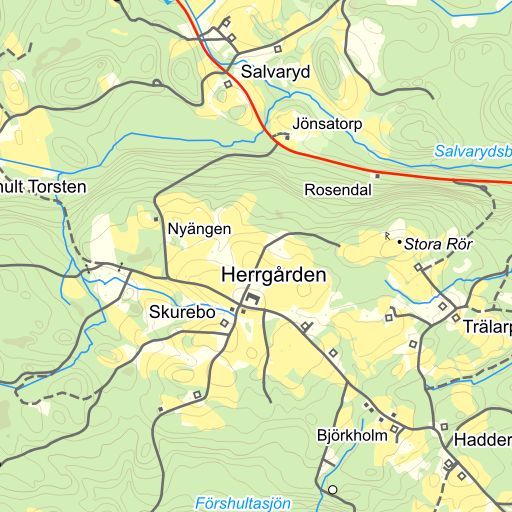 Salvaryd
Jönsatorp
Salvarydsb
hult Torsten
Rosendal
Nyängen
Stora Rör
Herrgården
Skurebo
Trälarp
Björkholm
Hadder
Förshultasjön